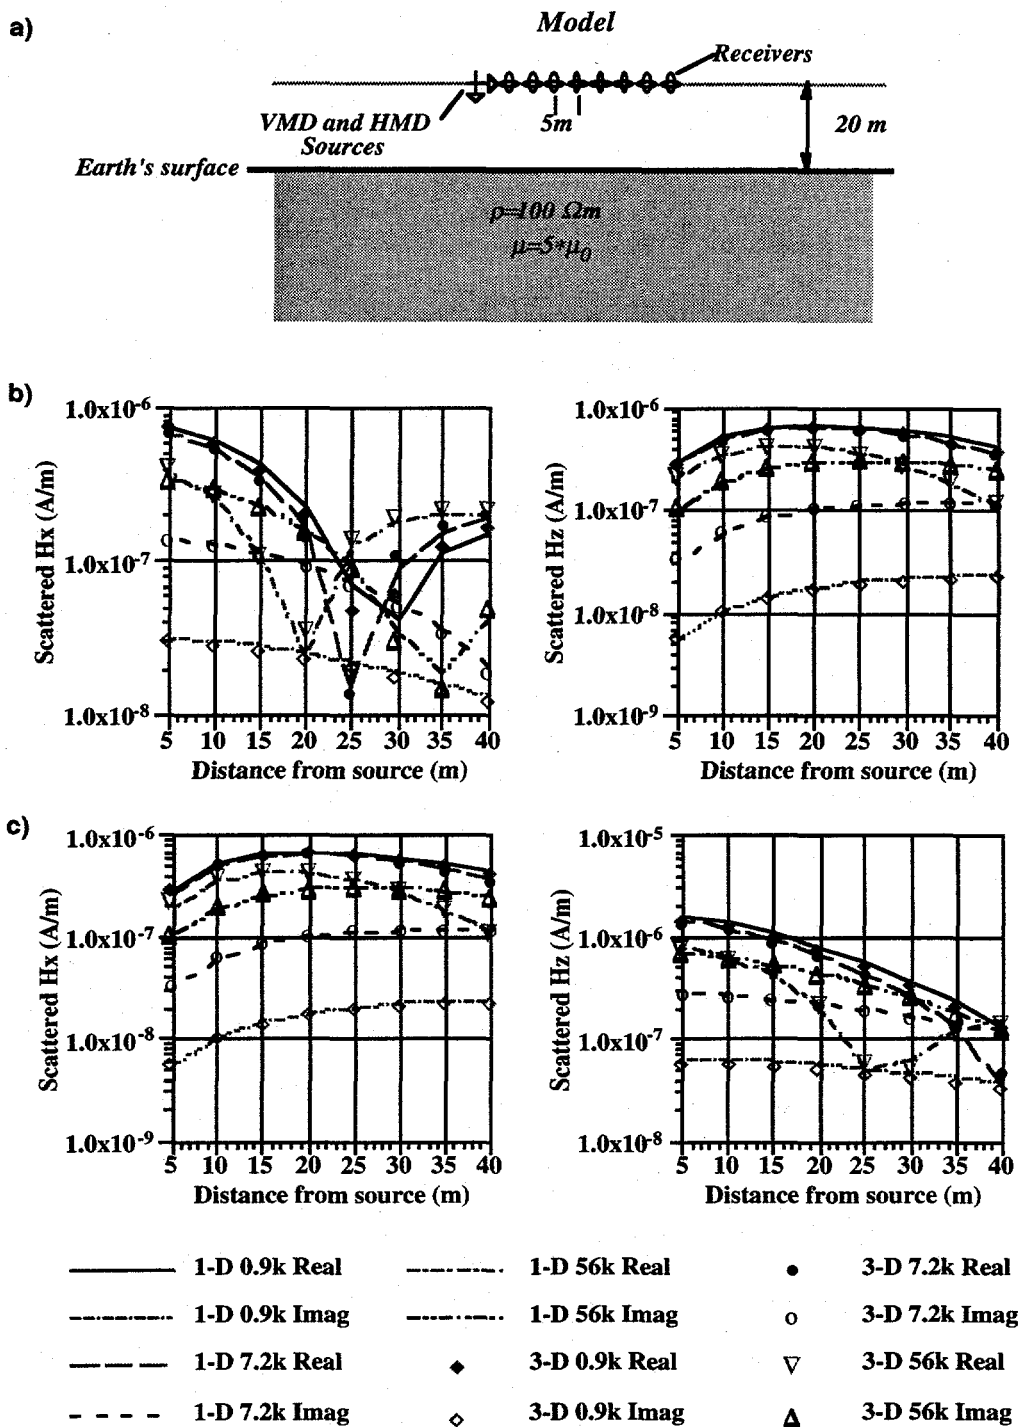 a)
Model
Receivers
VMD and HMD
Sources
5m
20 m
Earth's surface
ρ=100 Ωm
μ=5*μ0
b)
Scattered Hx (A/m)
1.0x10-6
1.0x10-7
1.0x10-8
5 10 15 20 25 30 35 40
Distance from source (m)
Scattered Hz (A/m)
1.0x10-6
1.0x10-7
1.0x10-8
1.0x10-9
5 10 15 20 25 30 35 40
Distance from source (m)
c)
Scattered Hx (A/m)
1.0x10-6
1.0x10-7
1.0x10-8
1.0x10-9
5 10 15 20 25 30 35 40
Distance from source (m)
Scattered Hz (A/m)
1.0x10-5
1.0x10-6
1.0x10-7
1.0x10-8
5 10 15 20 25 30 35 40
Distance from source (m)
1-D 0.9k Real
1-D 56k Real
3-D 7.2k Real
1-D 0.9k Imag
1-D 56k Imag
3-D 7.2k Imag
1-D 7.2k Real
3-D 0.9k Real
3-D 56k Real
1-D 7.2k Imag
3-D 0.9k Imag
3-D 56k Imag